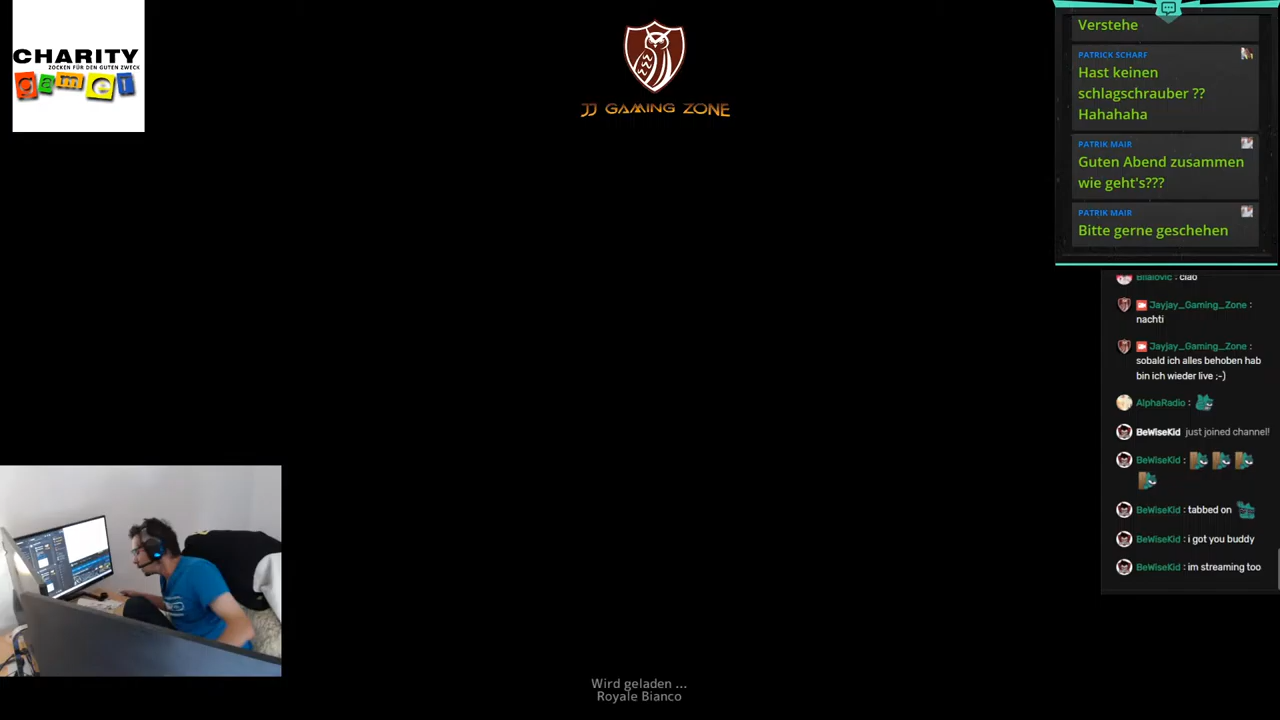 CHARITY
ZOCKEN FÜR DEN GUTEN ZWECK
gamel
JJ GAMING ZONE
Verstehe
PATRICK SCHARF
Hast keinen
schlagschrauber ??
Hahahaha
PATRIK MAIR
Guten Abend zusammen
wie geht's???
PATRIK MAIR
Bitte gerne geschehen
Bilalovic : ciao
Jayjay_Gaming_Zone :
nachti
Jayjay_Gaming_Zone :
sobald ich alles behoben hab
bin ich wieder live ;-)
AlphaRadio :
BeWiseKid just joined channel!
BeWiseKid :
BeWiseKid : tabbed on
BeWiseKid : i got you buddy
BeWiseKid : im streaming too
Wird geladen ...
Royale Bianco